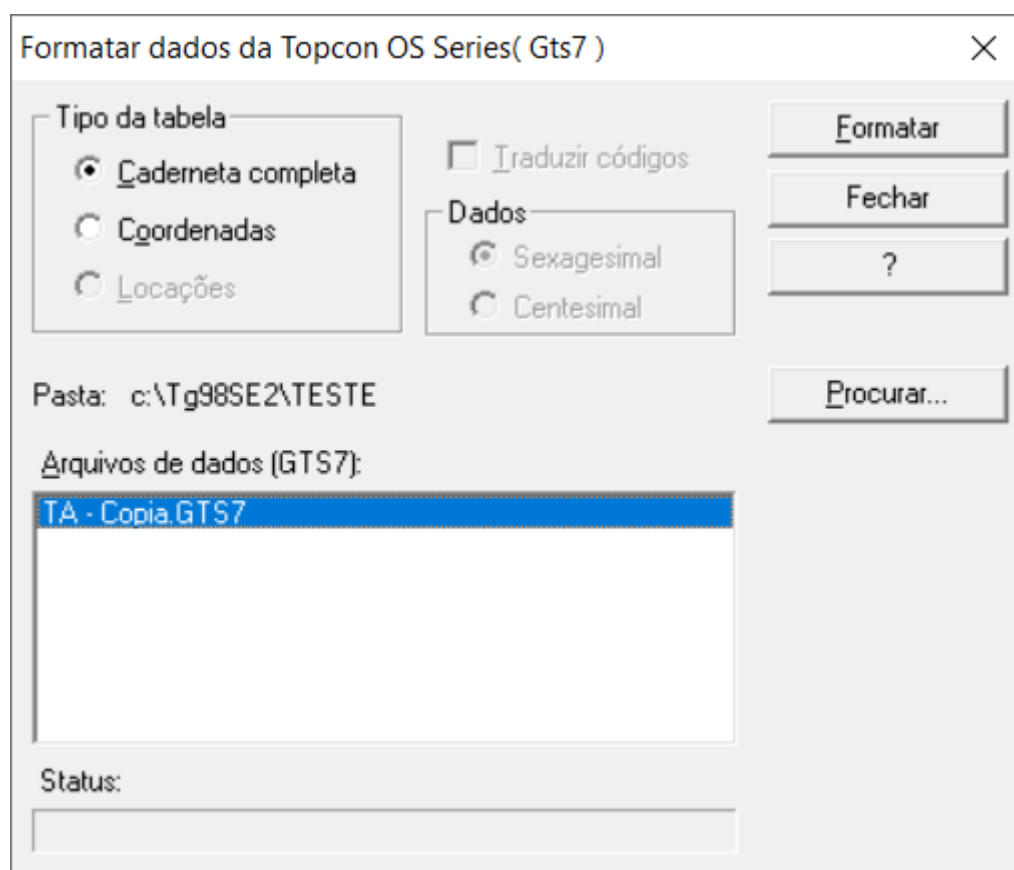 Formatar dados da Topcon OS Series( Gts7 )
Tipo da tabela
Caderneta completa
Coordenadas
Locações
Traduzir códigos
Dados
Sexagesimal
Centesimal
Formatar
Fechar
?
Pasta: c:\Tg98SE2\TESTE
Procurar...
Arquivos de dados (GTS7):
TA - Copia.GTS7
Status: